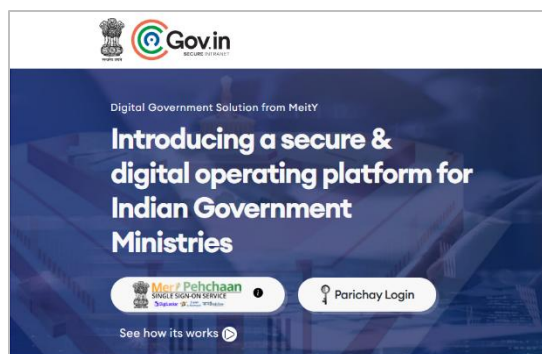 Gov.in
SECURE INTRANET
Digital Government Solution from MeitY
Introducing a secure &
digital operating platform for
Indian Government
Ministries
Meri Pehchaan
SINGLE SIGN-ON SERVICE
Parichay Login
See how its works